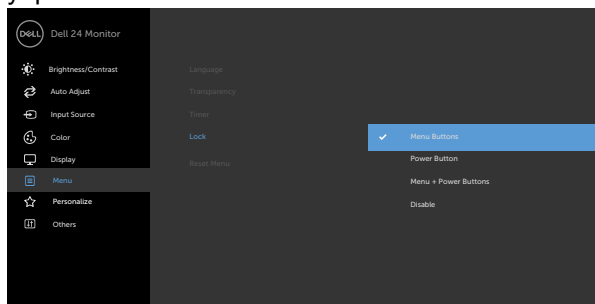 DELL Dell 24 Monitor
Brightness/Contrast
Auto Adjust
Input Source
Color
Display
Menu
Personalize
Others
Language
Transparency
Timer
Lock
Reset Menu
Menu Buttons
Power Button
Menu + Power Buttons
Disable